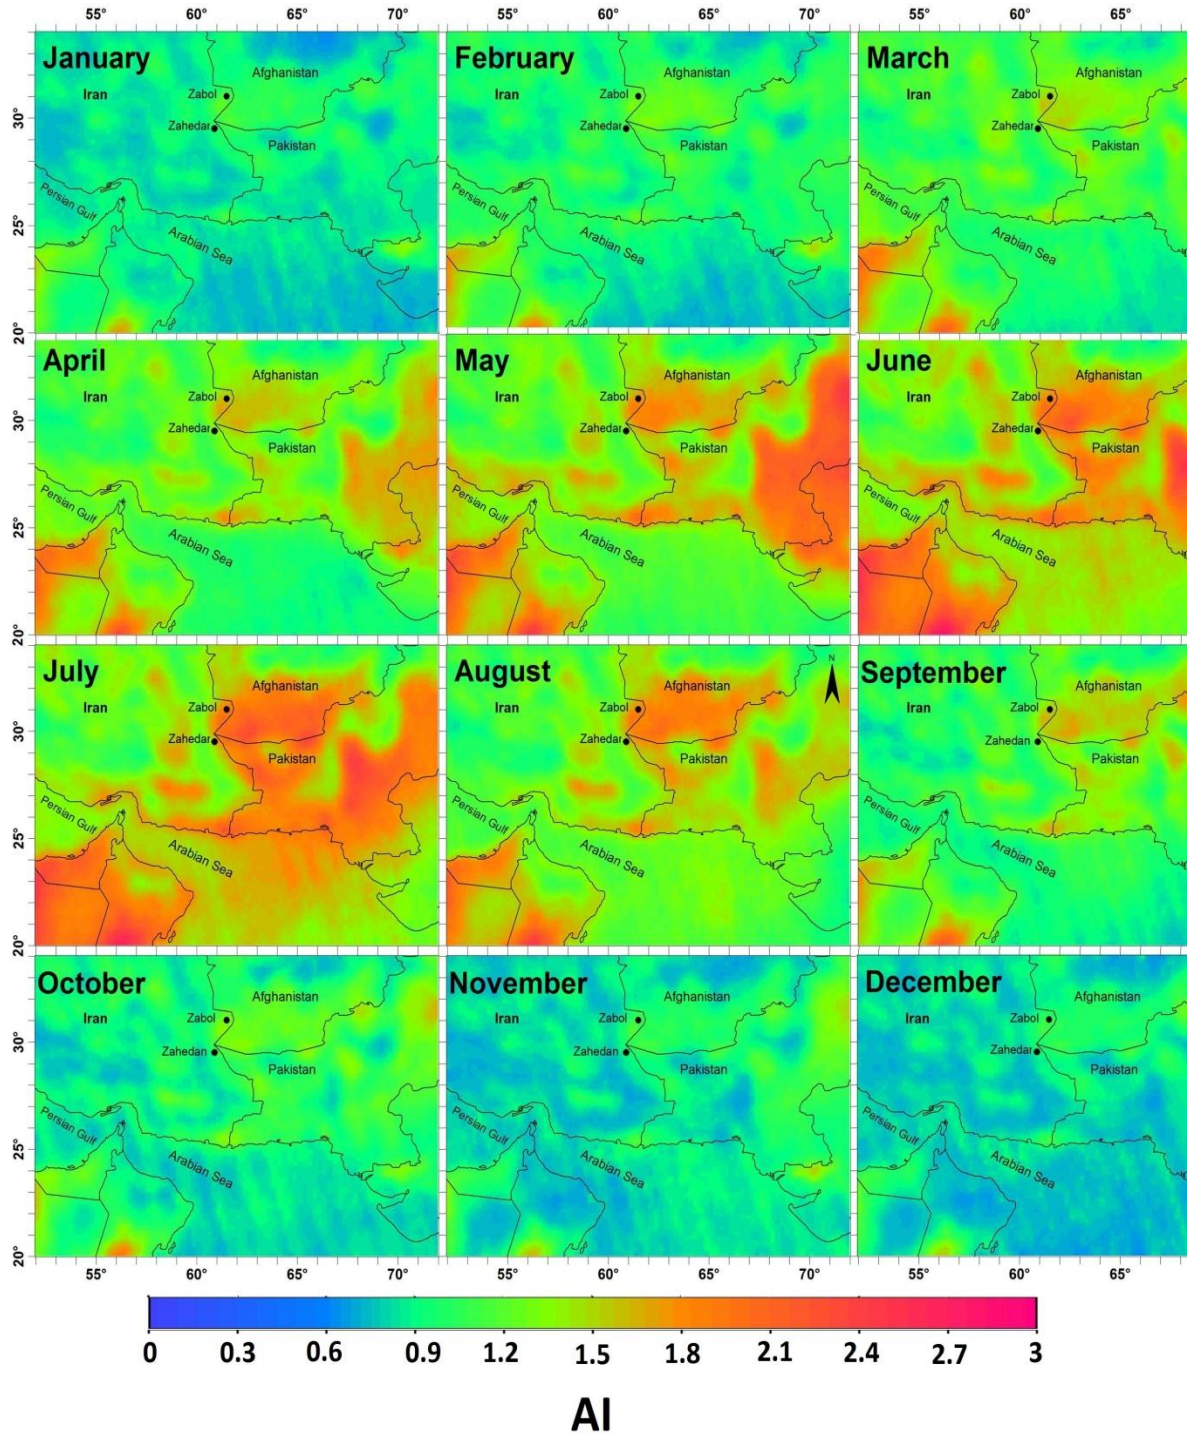 55° 60° 65° 70° 55° 60° 65° 70° 55° 60° 65°
January February March
Afghanistan Afghanistan Afghanistan
Iran Zabol Iran Zabol Iran Zabol
30°
Zahedar Zahedar Zahedar
Pakistan Pakistan Pakistan
Persian Gulf Persian Gulf Persian Gulf
25°
Arabian Sea Arabian Sea Arabian Sea
20°
April May June
Afghanistan Afghanistan Afghanistan
Iran Zabol Iran Zabol Iran Zabol
30°
Zahedar Zahedar Zahedar
Pakistan Pakistan Pakistan
Persian Gulf Persian Gulf Persian Gulf
25°
Arabian Sea Arabian Sea Arabian Sea
20°
July August N September
Afghanistan Afghanistan Afghanistan
Iran Zabol Iran Zabol Iran Zabol
30°
Zahedar Zahedar Zahedan
Pakistan Pakistan Pakistan
Persian Gulf Persian Gulf Persian Gulf
25°
Arabian Sea Arabian Sea Arabian Sea
20°
October November December
Afghanistan Afghanistan Afghanistan
Iran Zabol Iran Zabol Iran Zabol
30°
Zahedan Zahedan Zahedan
Pakistan Pakistan Pakistan
Persian Gulf Persian Gulf Persian Gulf
25°
Arabian Sea Arabian Sea Arabian Sea
20°
55° 60° 65° 70° 55° 60° 65° 70° 55° 60° 65°
0 0.3 0.6 0.9 1.2 1.5 1.8 2.1 2.4 2.7 3
AI